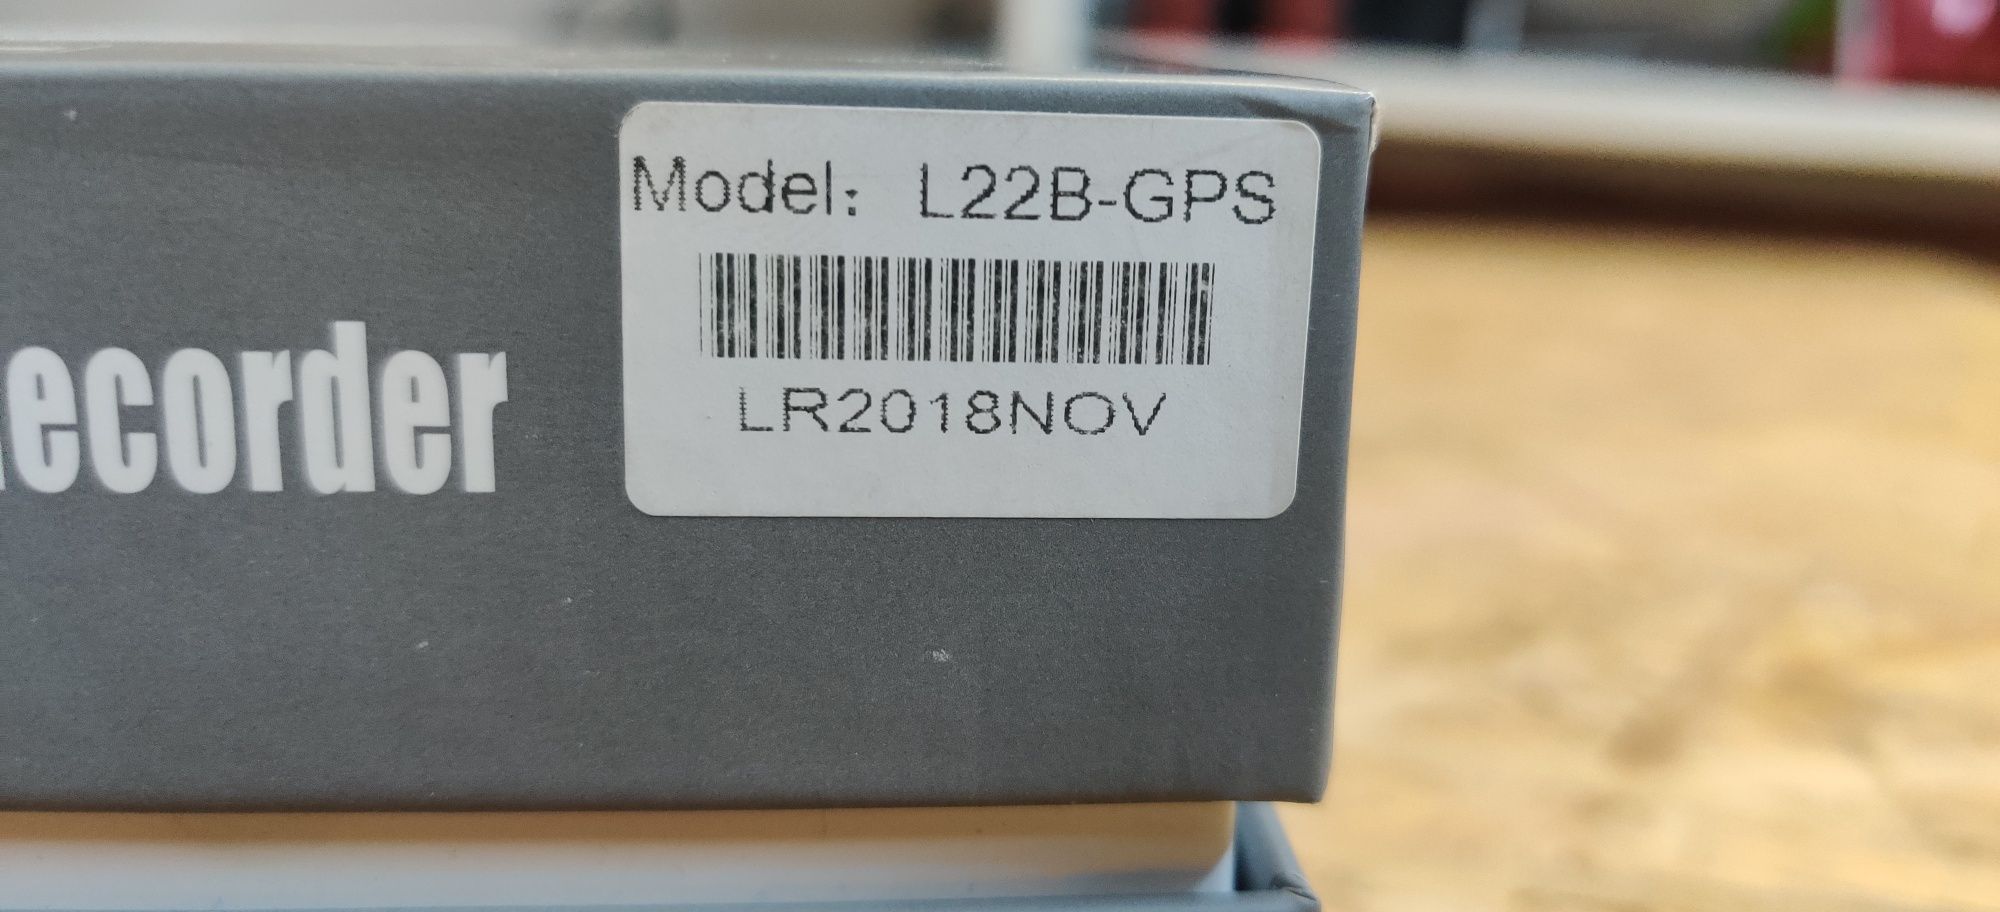 Model: L22B-GPS
ecorder
LR2018NOV